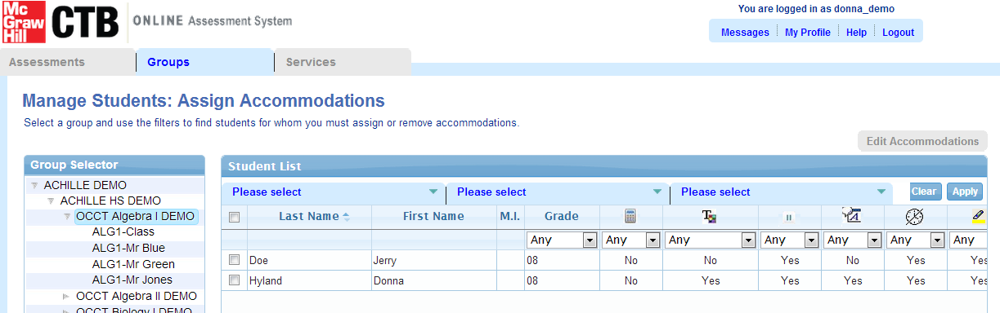 Mc Graw Hill CTB ONLINE Assessment System
You are logged in as donna_demo
Messages My Profile Help Logout
Assessments Groups Services
Manage Students: Assign Accommodations
Select a group and use the filters to find students for whom you must assign or remove accommodations.
Edit Accommodations
Group Selector
ACHILLE DEMO
ACHILLE HS DEMO
OCCT Algebra I DEMO
ALG1-Class
ALG1-Mr Blue
ALG1-Mr Green
ALG1-Mr Jones
OCCT Algebra II DEMO
OCCT Biology I DEMO
Student List
Please select Please select Please select Clear Apply
Last Name First Name M.I. Grade
Any Any Any Any Any Any Any
Doe Jerry 08 No No Yes No Yes Yes
Hyland Donna 08 No Yes Yes Yes Yes Yes